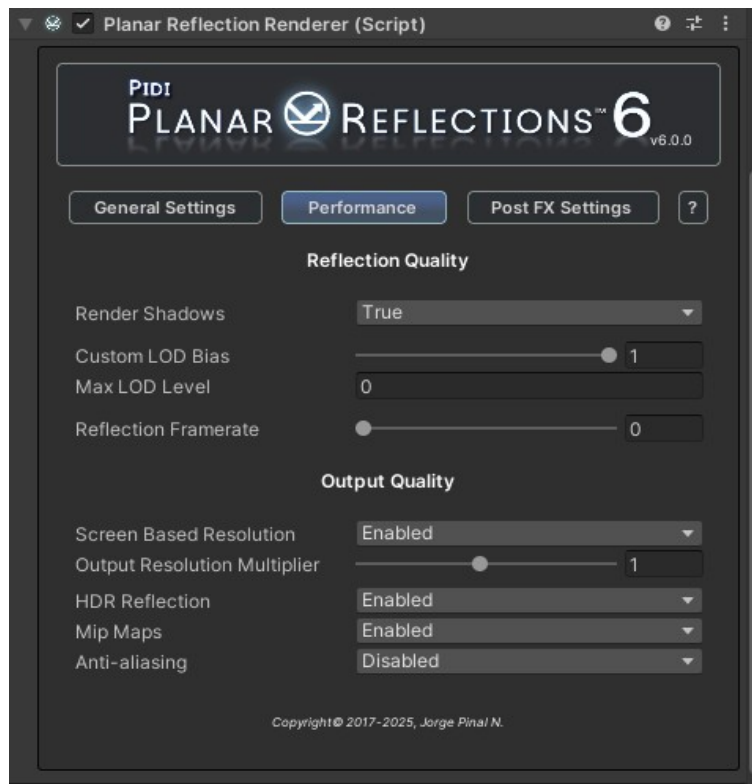 Planar Reflection Renderer (Script)
PIDI
PLANAR REFLECTIONS™ 6
v6.0.0
General Settings Performance Post FX Settings ?
Reflection Quality
Render Shadows True
Custom LOD Bias 1
Max LOD Level 0
Reflection Framerate 0
Output Quality
Screen Based Resolution Enabled
Output Resolution Multiplier 1
HDR Reflection Enabled
Mip Maps Enabled
Anti-aliasing Disabled
Copyright© 2017-2025, Jorge Pinal N.